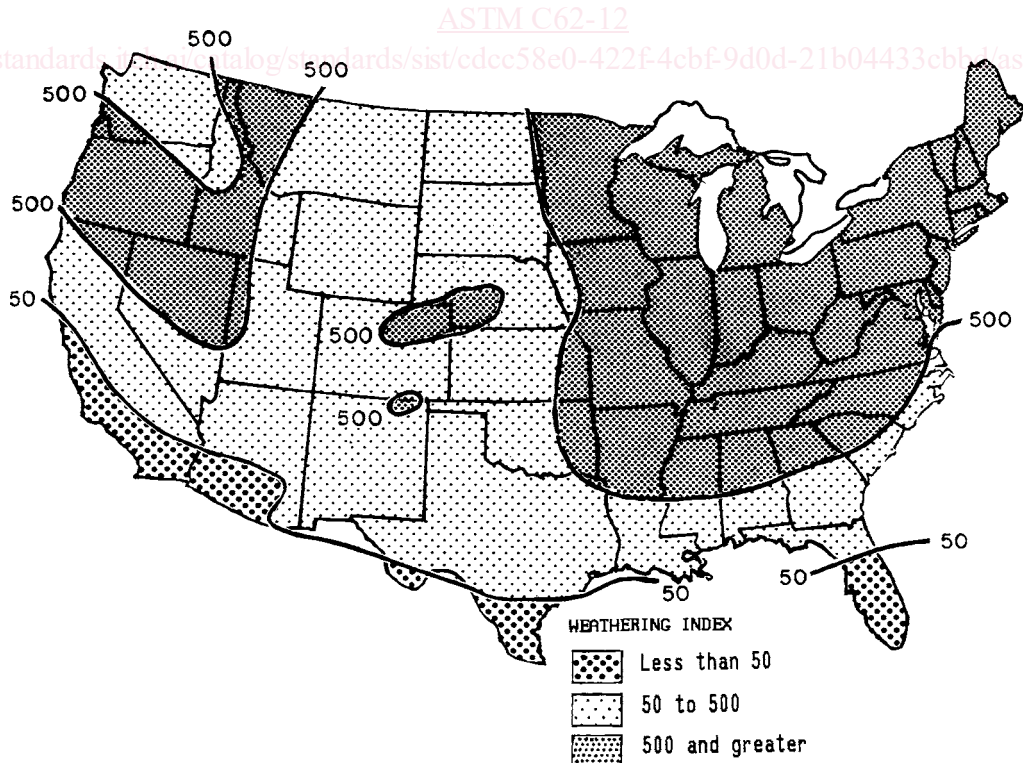 ASTM C62-12
standards.iteh.ai/catalog/standards/sist/cdcc58e0-422f-4cbf-9d0d-21b04433cbbd/as
500
500
500
500
50
500
500
500
50
50
50
WEATHERING INDEX
Less than 50
50 to 500
500 and greater